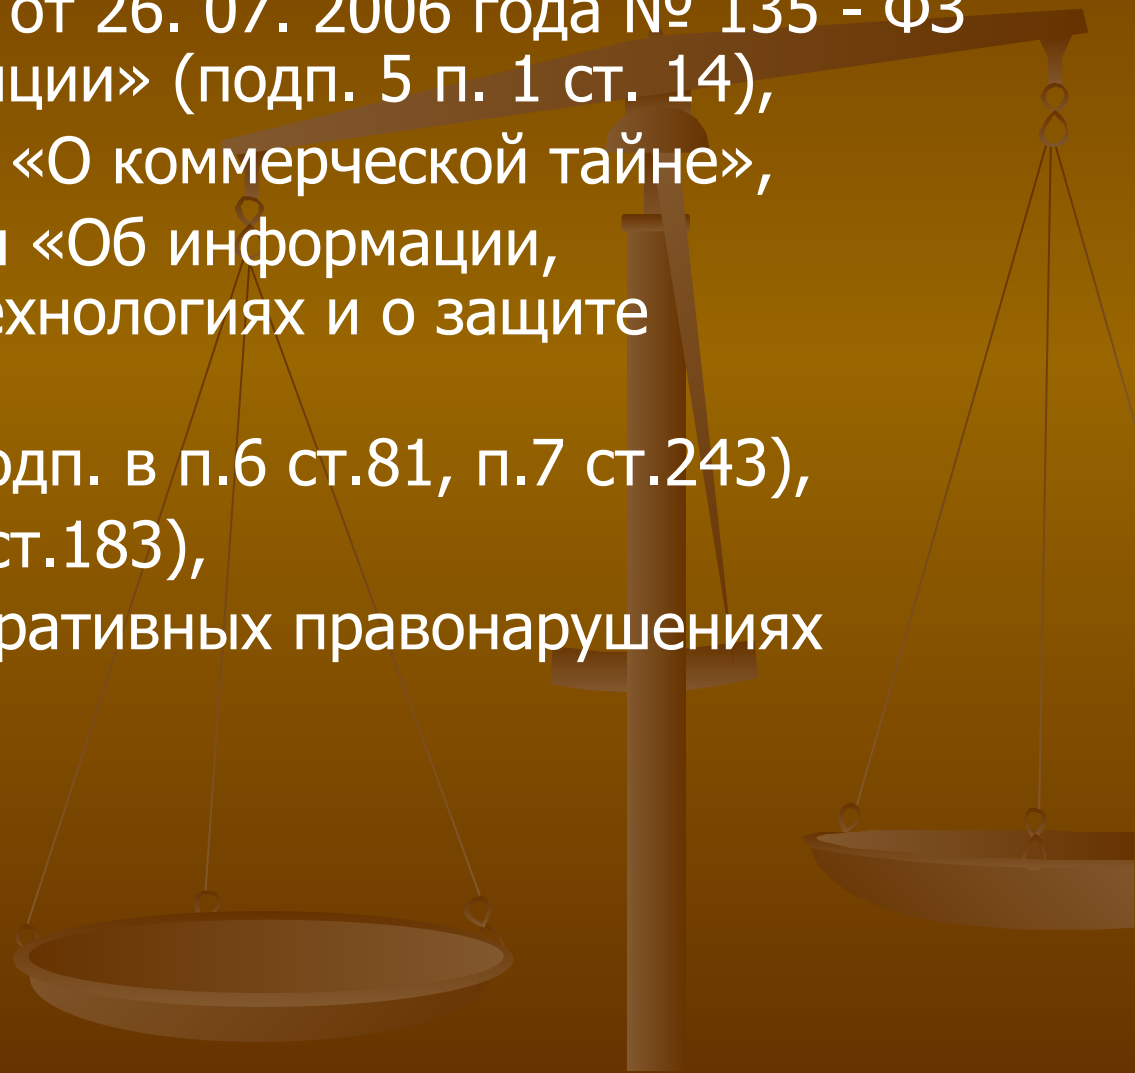 от 26. 07. 2006 года № 135 - ФЗ
ции» (подп. 5 п. 1 ст. 14),
«О коммерческой тайне»,
«Об информации,
ехнологиях и о защите
одп. в п.6 ст.81, п.7 ст.243),
ст.183),
ративных правонарушениях